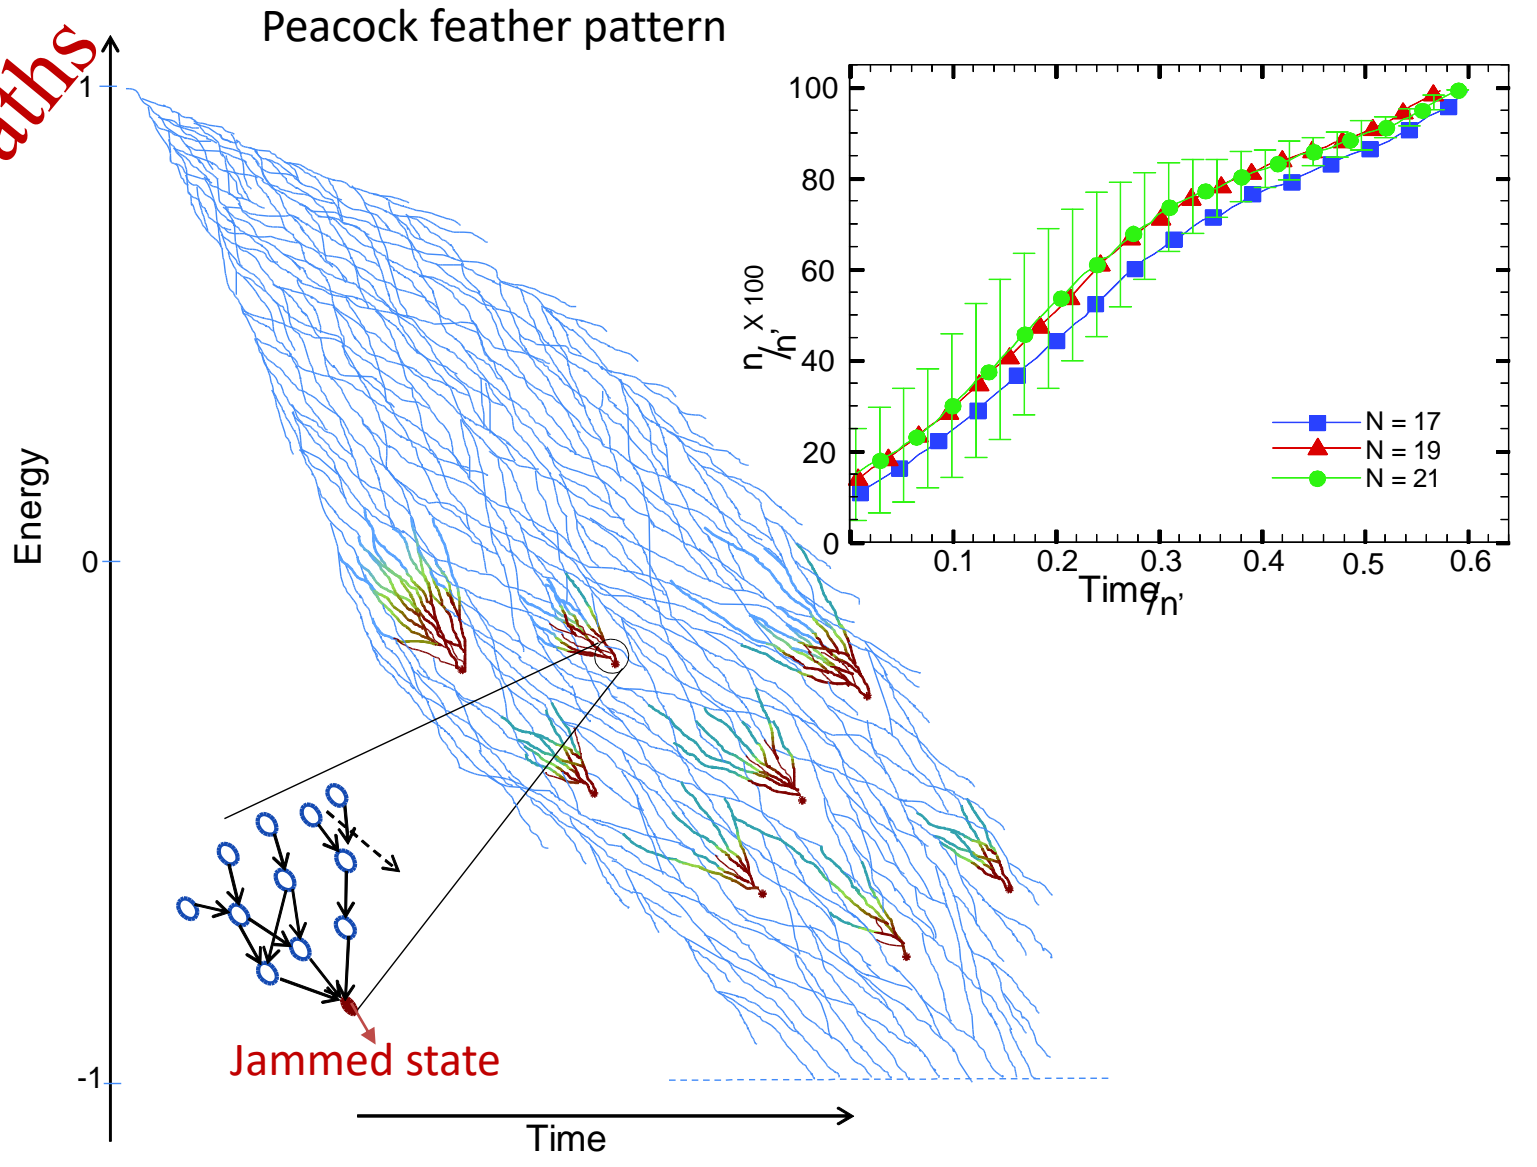 Peacock feather pattern
1
Energy
0
-1
Time
Jammed state
n/n' X 100
100
80
60
40
20
0
0.1
0.2
0.3
0.4
0.5
0.6
Time/n'
N = 17
N = 19
N = 21